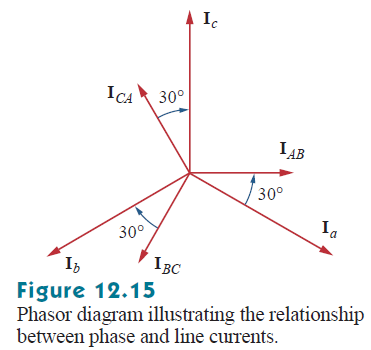 I_c
I_CA 30°
I_AB
30°
I_a
30°
I_b I_BC
Figure 12.15
Phasor diagram illustrating the relationship
between phase and line currents.